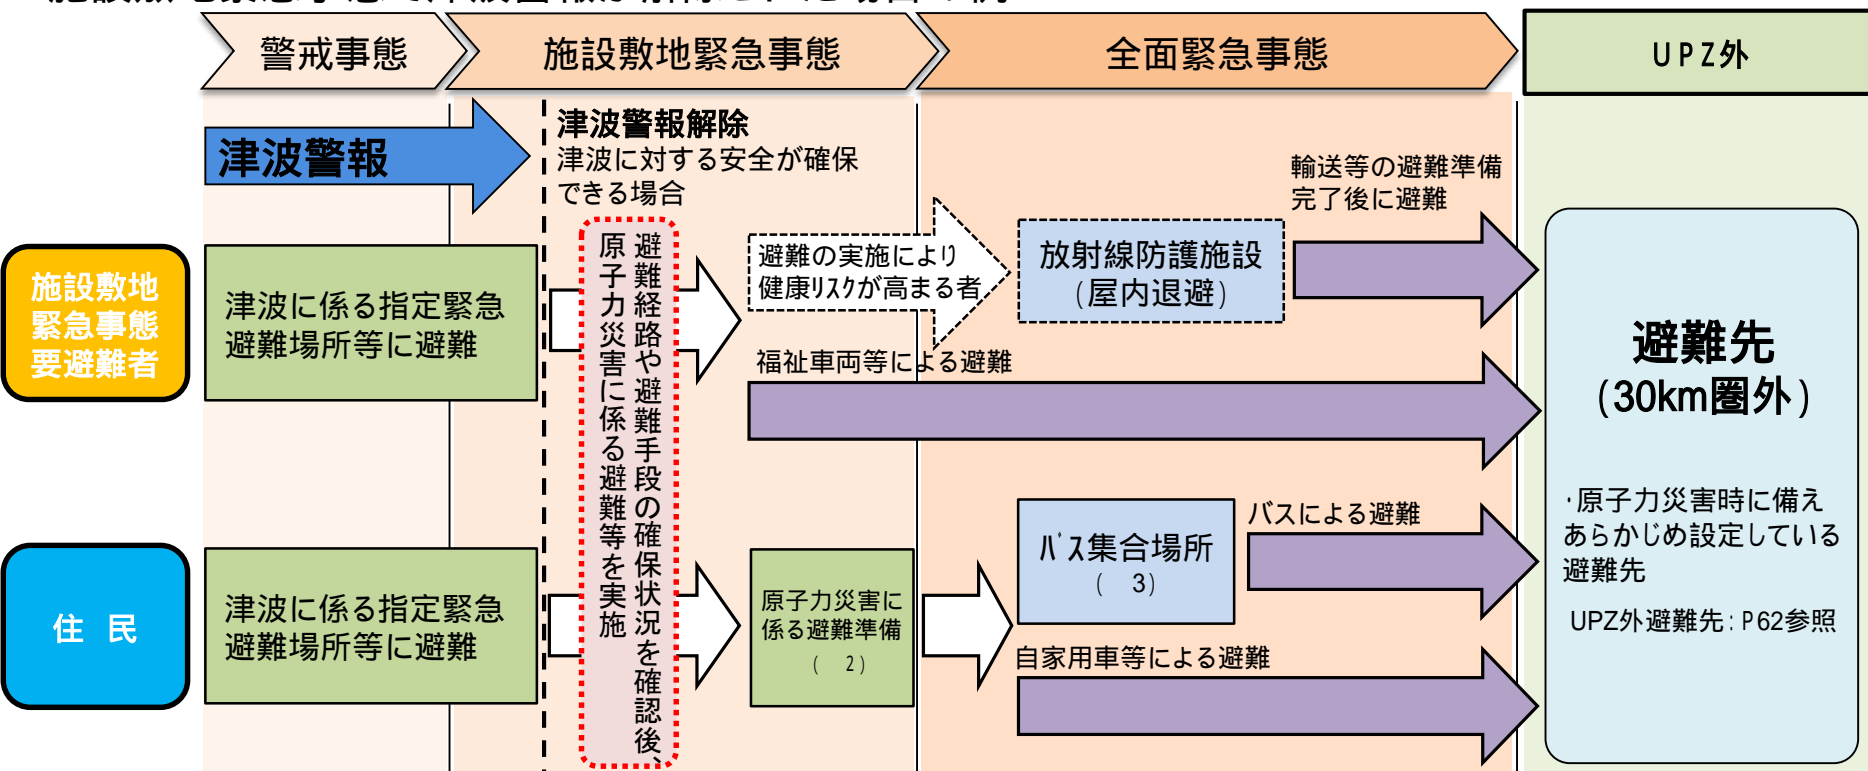 警戒事態
施設敷地緊急事態
全面緊急事態
UPZ外
津波警報
津波警報解除
津波に対する安全が確保
できる場合
輸送等の避難準備
完了後に避難
施設敷地
緊急事態
要避難者
津波に係る指定緊急
避難場所等に避難
避難経路や避難手段の確保状況を確認後、
原子力災害に係る避難等を実施
避難の実施により
健康ﾘｽｸが高まる者
放射線防護施設
(屋内退避)
福祉車両等による避難
避難先
(30km圏外)
・原子力災害時に備え
あらかじめ設定している
避難先
UPZ外避難先:P62参照
住 民
津波に係る指定緊急
避難場所等に避難
原子力災害に
係る避難準備
( 2)
ﾊﾞｽ集合場所
( 3)
バスによる避難
自家用車等による避難